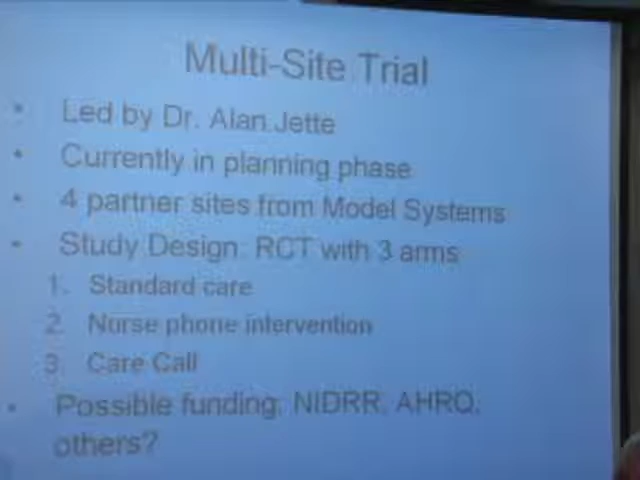 Multi-Site Trial
• Led by Dr. Alan Jette
• Currently in planning phase
• 4 partner sites from Model Systems
• Study Design: RCT with 3 arms
1. Standard care
2. Nurse phone intervention
3. Care Call
• Possible funding: NIDRR, AHRQ,
others?